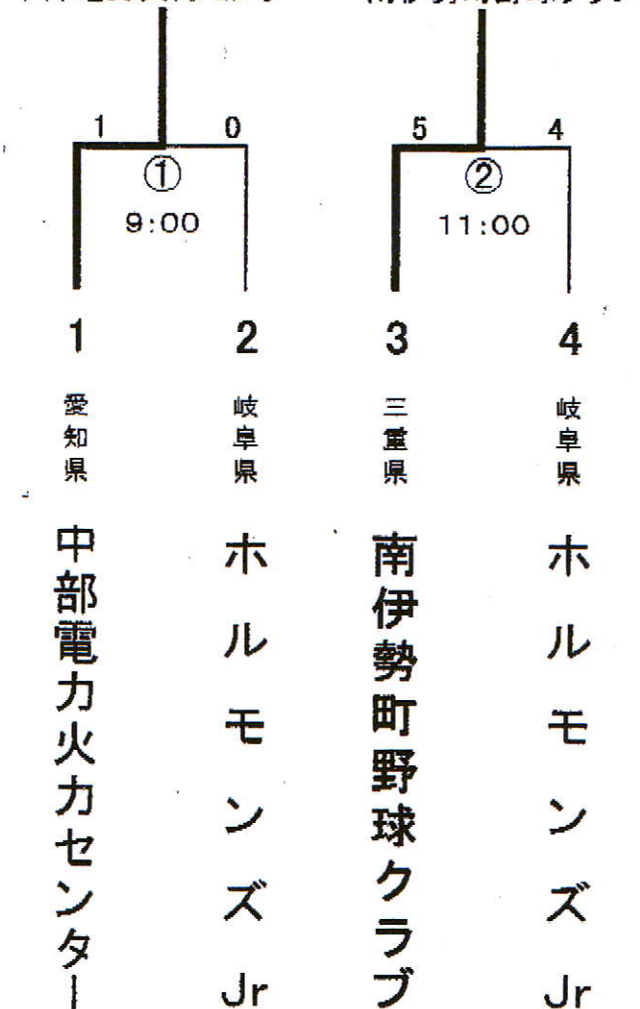 1 0
①
9:00
5 4
②
11:00
1
愛知県
中部電力火力センター
2
岐阜県
ホルモンズJr
3
三重県
南伊勢町野球クラブ
4
岐阜県
ホルモンズJr